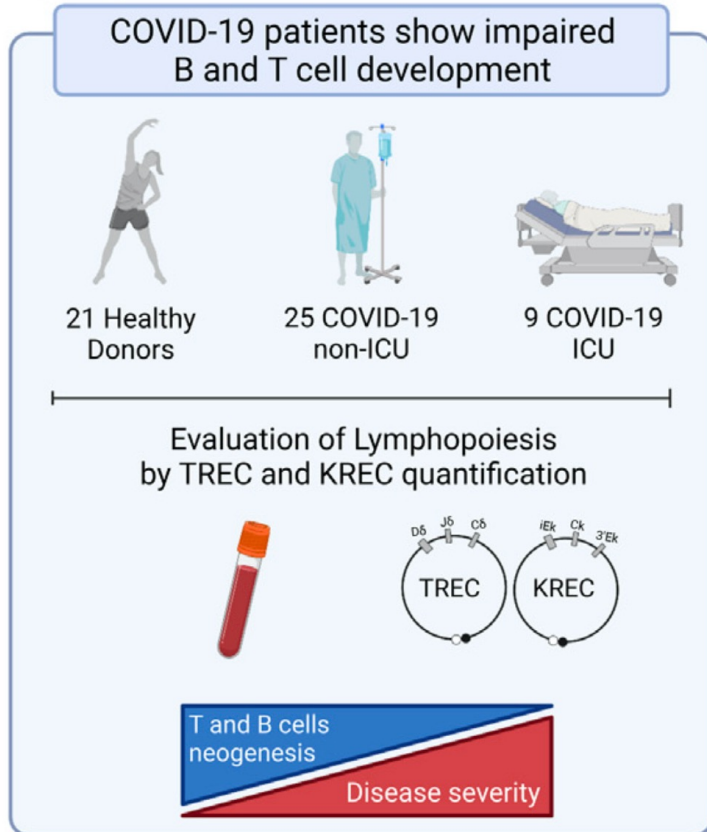 COVID-19 patients show impaired
B and T cell development
21 Healthy
Donors
25 COVID-19
non-ICU
9 COVID-19
ICU
Evaluation of Lymphopoiesis
by TREC and KREC quantification
Dδ Jδ Cδ
iEk Ck 3'Ek
TREC
KREC
T and B cells
neogenesis
Disease severity